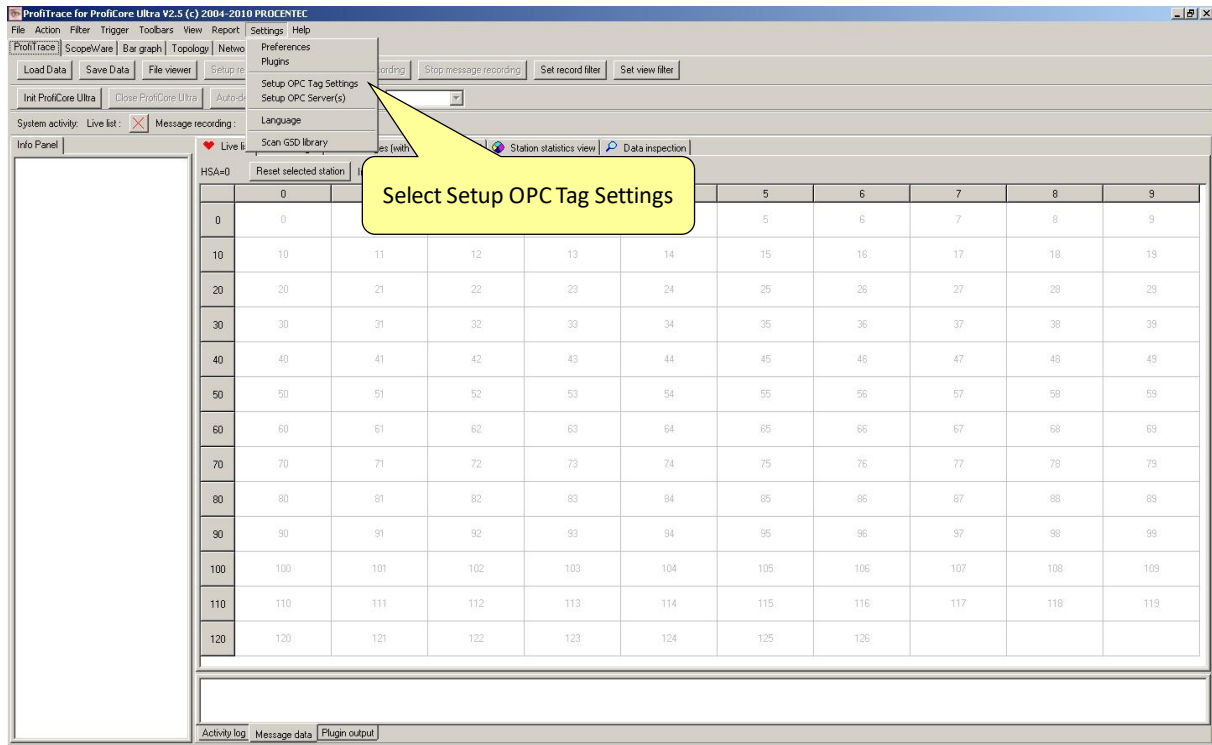 ProfiTrace for ProfiCore Ultra V2.5 (c) 2004-2010 PROCENTEC
File Action Filter Trigger Toolbars View Report Settings Help
ProfiTrace ScopeWare Bar graph Topology Netwo
Preferences
Plugins
Setup OPC Tag Settings
Setup OPC Server(s)
Language
Scan GSD library
Load Data Save Data File viewer Setup re ording Stop message recording Set record filter Set view filter
Init ProfiCore Ultra Close ProfiCore Ultra Auto-de
System activity: Live list : Message recording :
Info Panel Live li es (with Station statistics view Data inspection
HSA=0 Reset selected station
Select Setup OPC Tag Settings
0 5 6 7 8 9
0 0 5 6 7 8 9
10 10 11 12 13 14 15 16 17 18 19
20 20 21 22 23 24 25 26 27 28 29
30 30 31 32 33 34 35 36 37 38 39
40 40 41 42 43 44 45 46 47 48 49
50 50 51 52 53 54 55 56 57 58 59
60 60 61 62 63 64 65 66 67 68 69
70 70 71 72 73 74 75 76 77 78 79
80 80 81 82 83 84 85 86 87 88 89
90 90 91 92 93 94 95 96 97 98 99
100 100 101 102 103 104 105 106 107 108 109
110 110 111 112 113 114 115 116 117 118 119
120 120 121 122 123 124 125 126
Activity log Message data Plugin output